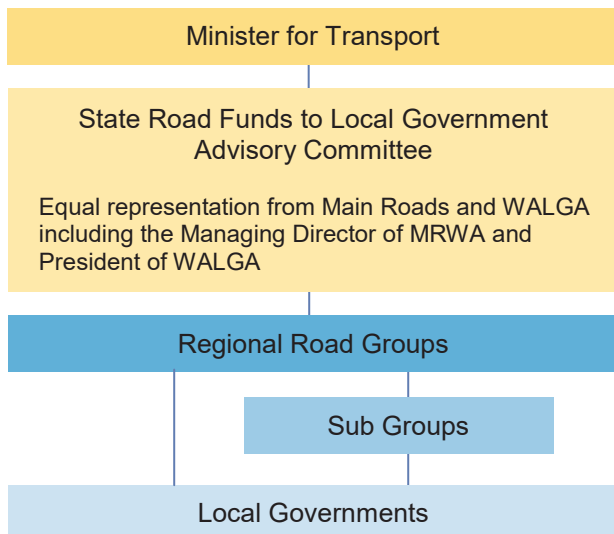 Minister for Transport
State Road Funds to Local Government
Advisory Committee
Equal representation from Main Roads and WALGA
including the Managing Director of MRWA and
President of WALGA
Regional Road Groups
Sub Groups
Local Governments